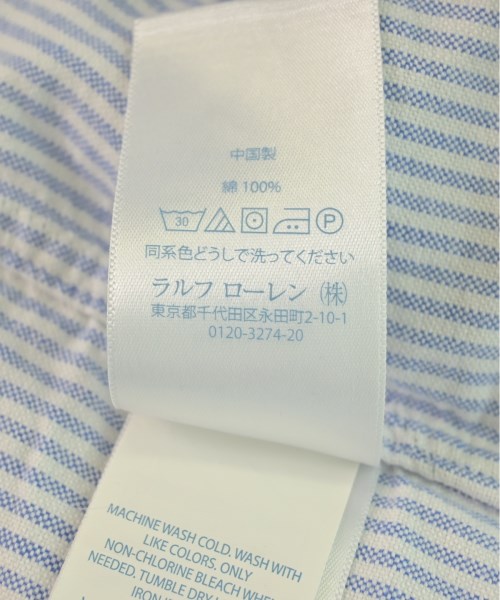 中国製
綿 100%
30 P
同系色どうしで洗ってください
ラルフ ローレン (株)
東京都千代田区永田町2-10-1
0120-3274-20
MACHINE WASH COLD, WASH WITH
LIKE COLORS. ONLY
NON-CHLORINE BLEACH WHEN
NEEDED. TUMBLE DRY